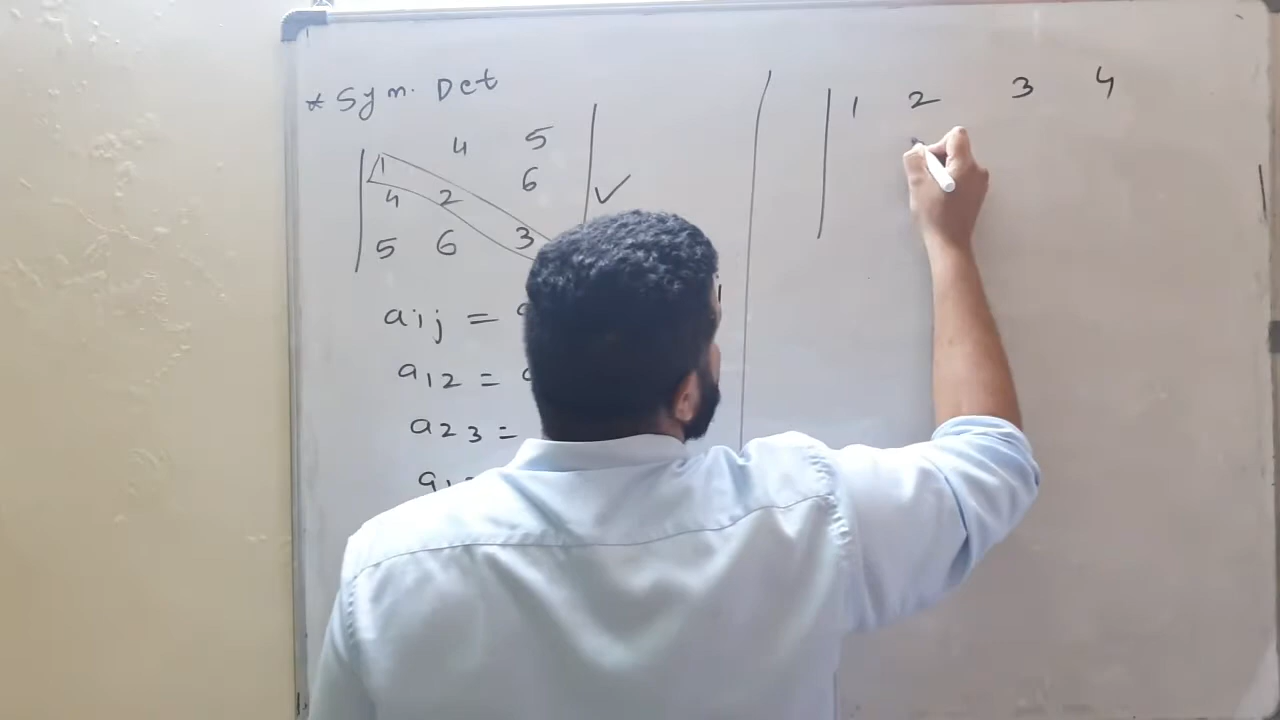 * Sym. Det
1 4 5
4 2 6
5 6 3
✓
aij =
a12 =
a23 =
1 2 3 4